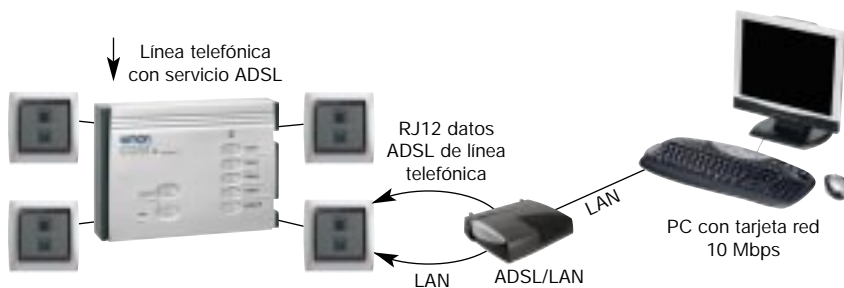 Línea telefónica
con servicio ADSL
RJ12 datos
ADSL de línea
telefónica
LAN
LAN
ADSL/LAN
PC con tarjeta red
10 Mbps